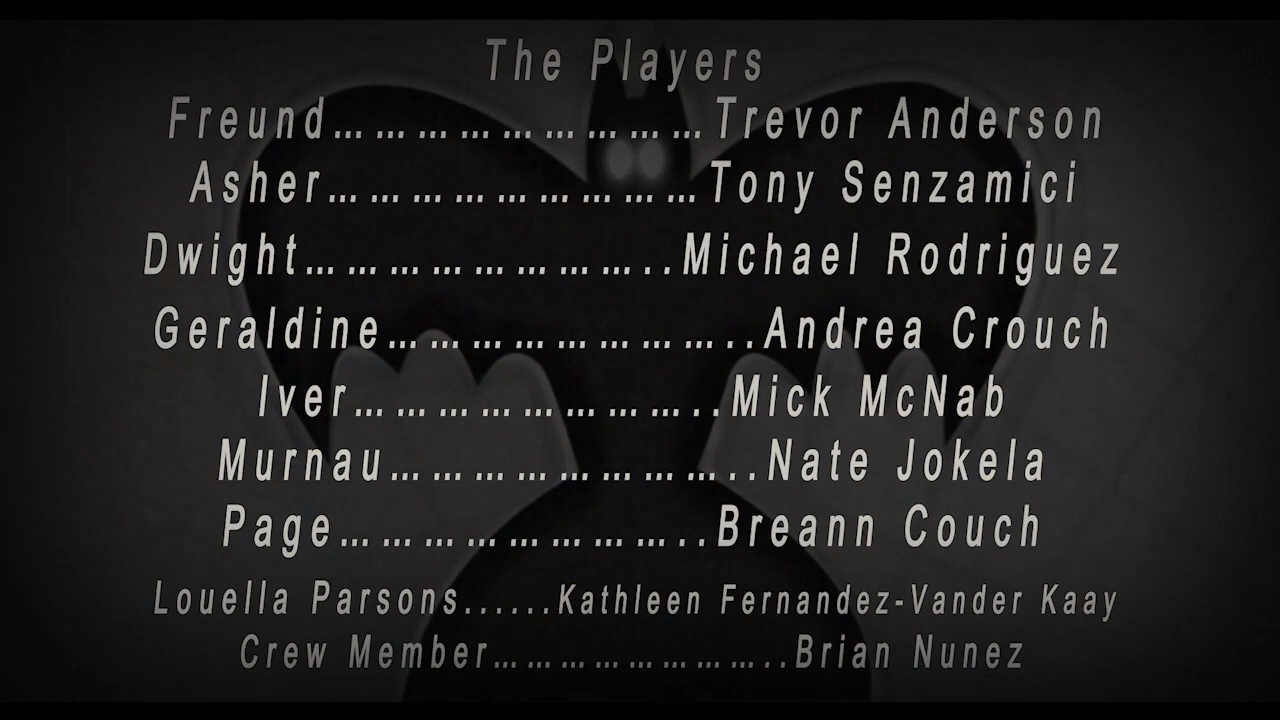 The Players
Freund… … … … … … … … …Trevor Anderson
Asher… … … … … … … … …Tony Senzamici
Dwight… … … … … … … …..Michael Rodriguez
Geraldine… … … … … … … …..Andrea Crouch
Iver… … … … … … … …..Mick McNab
Murnau… … … … … … … …..Nate Jokela
Page… … … … … … … …..Breann Couch
Louella Parsons......Kathleen Fernandez-Vander Kaay
Crew Member… … … … … … …..Brian Nunez